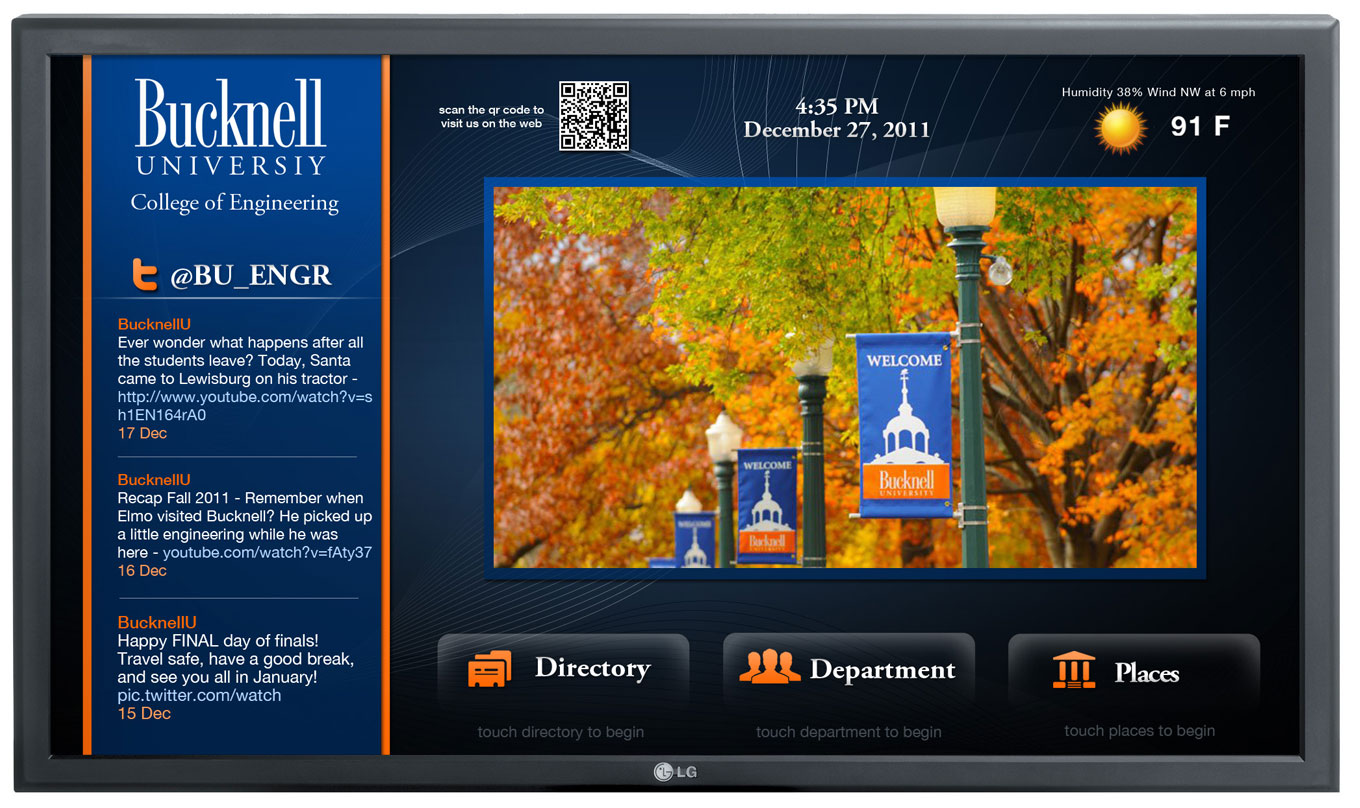 Bucknell
UNIVERSIY
College of Engineering
@BU_ENGR
BucknellU
Ever wonder what happens after all
the students leave? Today, Santa
came to Lewisburg on his tractor -
http://www.youtube.com/watch?v=s
h1EN164rA0
17 Dec
BucknellU
Recap Fall 2011 - Remember when
Elmo visited Bucknell? He picked up
a little engineering while he was
here - youtube.com/watch?v=fAty37
16 Dec
BucknellU
Happy FINAL day of finals!
Travel safe, have a good break,
and see you all in January!
pic.twitter.com/watch
15 Dec
scan the qr code to
visit us on the web
4:35 PM
December 27, 2011
Humidity 38% Wind NW at 6 mph
91 F
WELCOME
Bucknell
UNIVERSITY
WELCOME
Bucknell
UNIVERSITY
Directory
touch directory to begin
Department
touch department to begin
Places
touch places to begin
LG